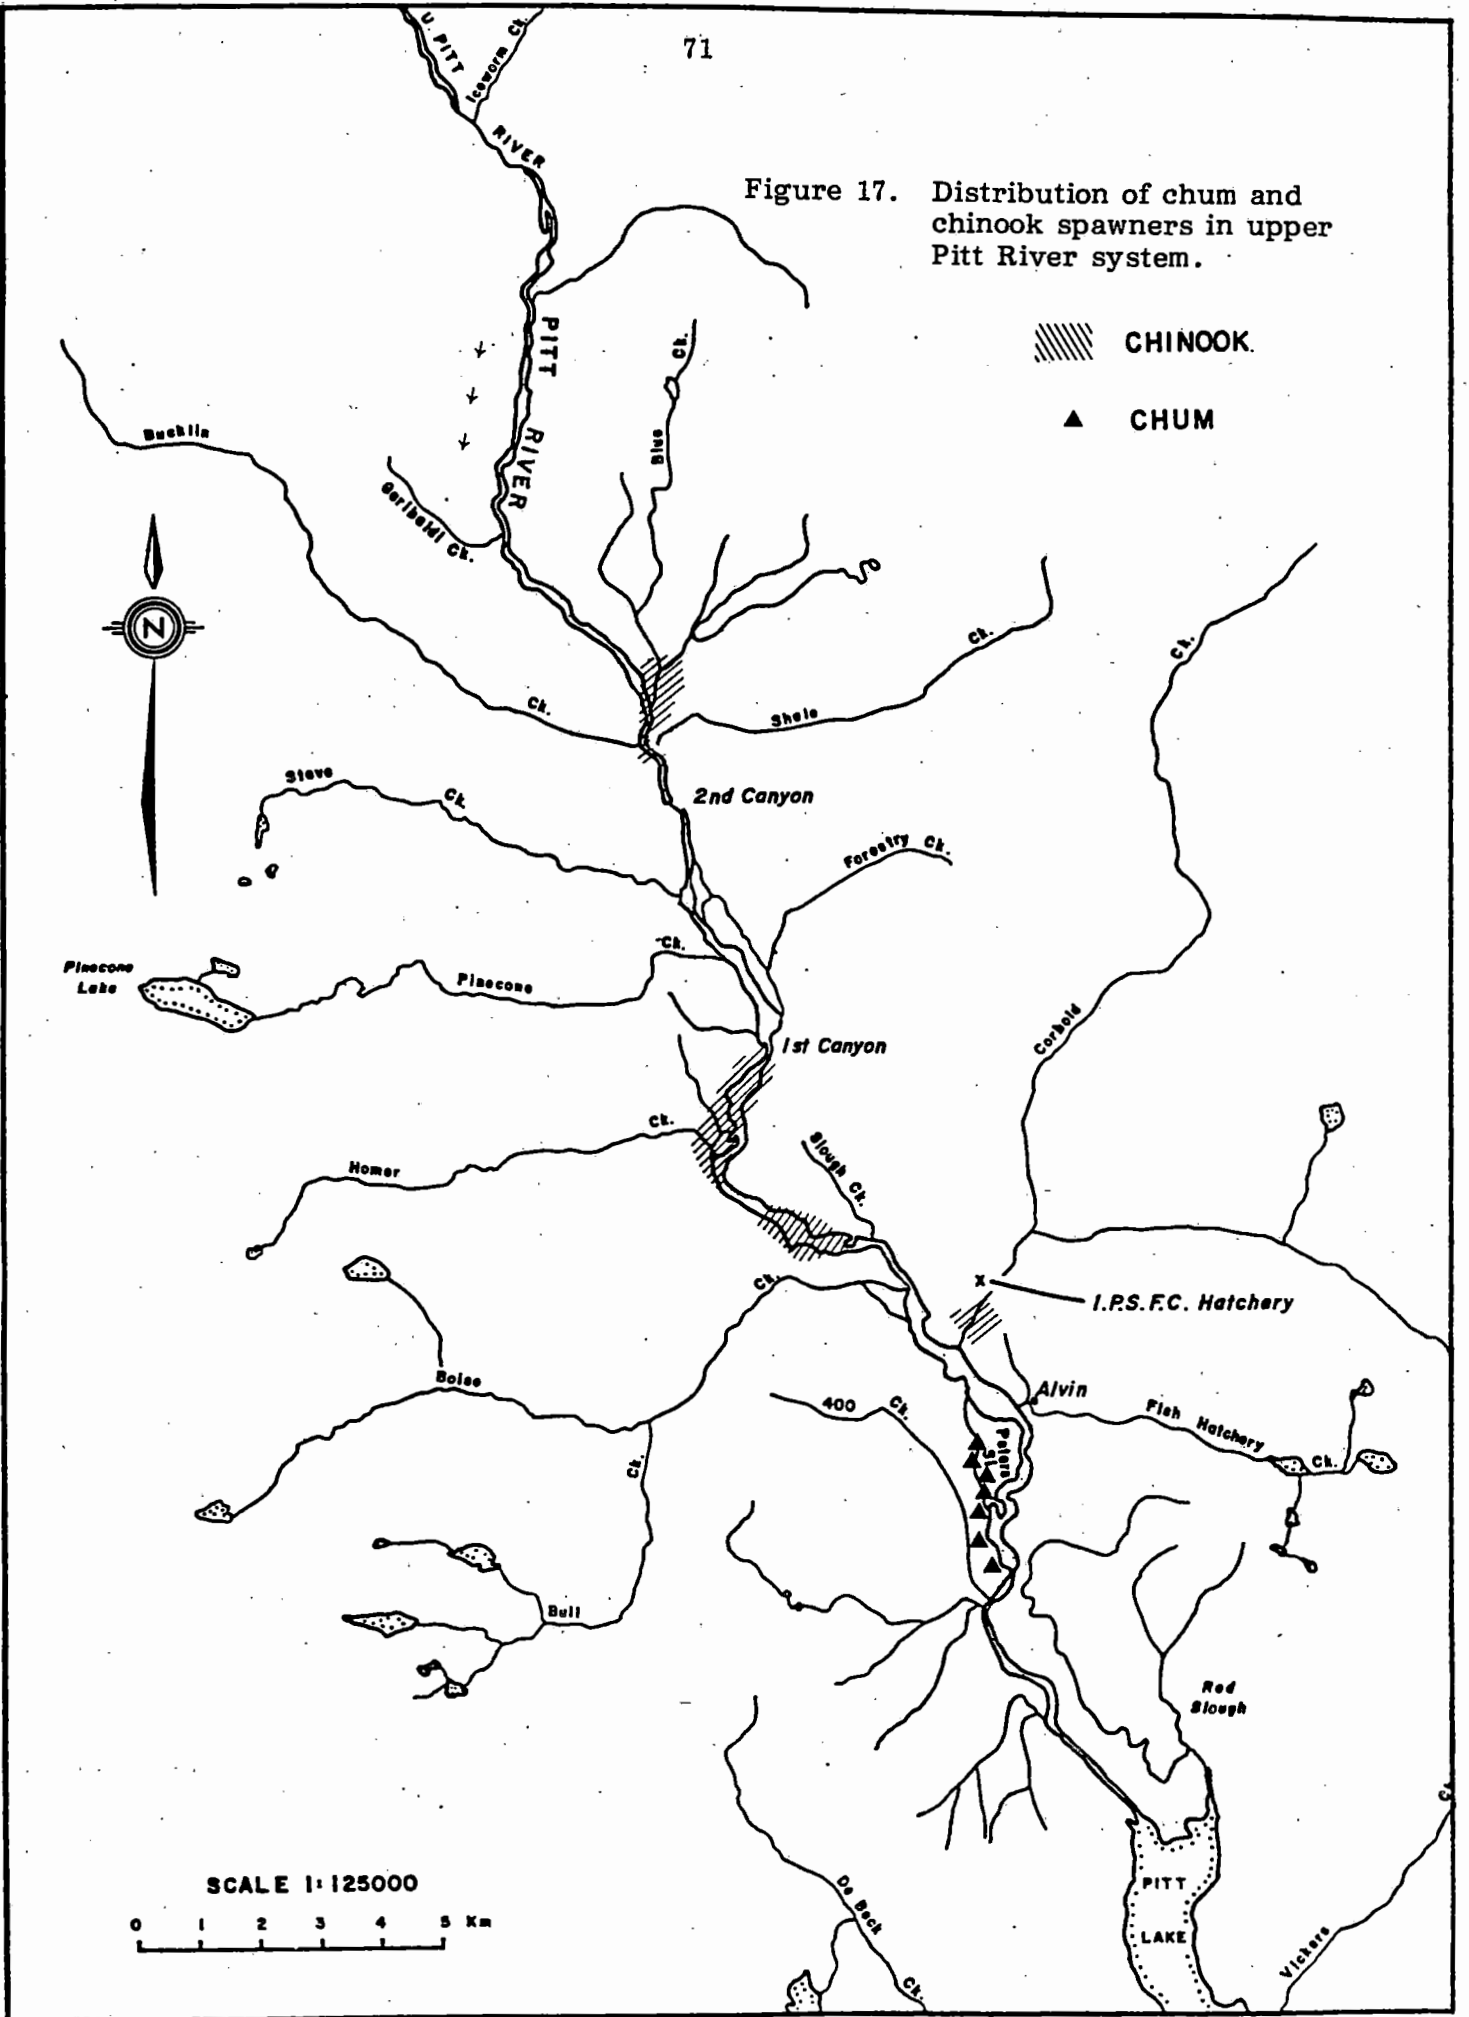 71
U. PITT
Iceworm Ck.
RIVER
Figure 17. Distribution of chum and
chinook spawners in upper
Pitt River system.
CHINOOK.
CHUM
PITT
RIVER
Blue Ck.
Bucklin
Ck.
Garibaldi Ck.
N
Shale
Ck.
Ck.
Steve
Ck.
2nd Canyon
Forestry Ck.
Pinecone
Lake
Pinecone
Ck.
1st Canyon
Corbold
Homer
Ck.
Slough Ck.
x
I.P.S.F.C. Hatchery
Ck.
Boise
400 Ck.
Alvin
Fish Hatchery
Ck.
Peters
Sl.
Ck.
Bull
Red
Slough
De Beck
Ck.
Vickers
Ck.
PITT
LAKE
SCALE 1:125000
0 1 2 3 4 5 Km